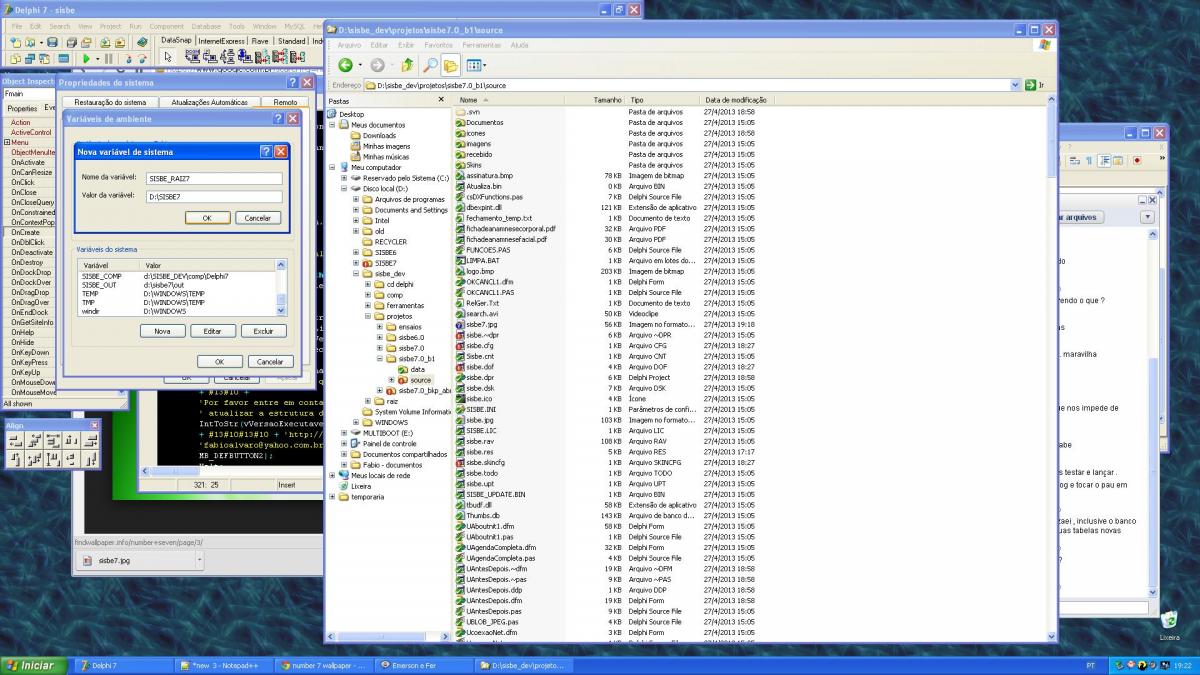 Delphi 7 - sisbe
File Edit Search View Project Run Component Database Tools Window MySQL
DataSnap InternetExpress Rave Standard
Object Inspect
Fmain
Properties Eve
Action
ActiveControl
Menu
ObjectMenuIte
OnActivate
OnCanResize
OnClick
OnClose
OnCloseQuery
OnConstrained
OnContextPop
OnCreate
OnDblClick
OnDeactivate
OnDestroy
OnDockDrop
OnDockOver
OnDragDrop
OnDragOver
OnEndDock
OnGetSiteInfo
OnHelp
OnHide
OnKeyDown
OnKeyPress
OnKeyUp
OnMouseDown
OnMouseMove
All shown
Align
Propriedades do sistema
Restauração do sistema Atualizações Automáticas Remoto
Variáveis de ambiente
Nova variável de sistema
Nome da variável: SISBE_RAIZ7
Valor da variável: D:\SISBE7
OK Cancelar
Variáveis do sistema
Variável Valor
SISBE_COMP d:\SISBE_DEV\comp\Delphi7
SISBE_OUT d:\sisbe7\out
TEMP D:\WINDOWS\TEMP
TMP D:\WINDOWS\TEMP
windir D:\WINDOWS
Nova Editar Excluir
OK Cancelar
OK Cancelar Aplicar
+ #13#10 +
'Por favor entre em conta
' atualizar a estrutura d
IntToStr(vVersaoExecutave
+ #13#10#13#10 + 'http://
'fabioalvaro@yahoo.com.br
MB_DEFBUTTON2);
321: 25 Insert
findwallpaper.info/number+seven/page/3/
sisbe7.jpg
D:\sisbe_dev\projetos\sisbe7.0_b1\source
Arquivo Editar Exibir Favoritos Ferramentas Ajuda
Endereço D:\sisbe_dev\projetos\sisbe7.0_b1\source Ir
Pastas
Desktop
Meus documentos
Downloads
Minhas imagens
Minhas músicas
Meu computador
Reservado pelo Sistema (C:)
Disco local (D:)
Arquivos de programas
Documents and Settings
Intel
old
RECYCLER
SISBE6
SISBE7
sisbe_dev
cd delphi
comp
ferramentas
projetos
ensaios
sisbe6.0
sisbe7.0
sisbe7.0_b1
data
source
sisbe7.0_bkp_abr
raiz
System Volume Informati
WINDOWS
MULTIBOOT (E:)
Painel de controle
Documentos compartilhados
Fabio - documentos
Meus locais de rede
Lixeira
temporaria
Nome Tamanho Tipo Data de modificação
.svn Pasta de arquivos 27/4/2013 18:58
Documentos Pasta de arquivos 27/4/2013 18:58
icones Pasta de arquivos 27/4/2013 18:58
imagens Pasta de arquivos 27/4/2013 18:58
recebido Pasta de arquivos 27/4/2013 15:05
Skins Pasta de arquivos 27/4/2013 18:58
assinatura.bmp 78 KB Imagem de bitmap 27/4/2013 18:58
Atualiza.bin 0 KB Arquivo BIN 27/4/2013 15:05
csDXFunctions.pas 7 KB Delphi Source File 27/4/2013 15:05
dbexpint.dll 121 KB Extensão de aplicativo 27/4/2013 15:05
fechamento_temp.txt 1 KB Documento de texto 27/4/2013 15:05
fichadeanamnesecorporal.pdf 32 KB Arquivo PDF 27/4/2013 15:05
fichadeanamnesefacial.pdf 30 KB Arquivo PDF 27/4/2013 15:05
FUNCOES.PAS 6 KB Delphi Source File 27/4/2013 15:05
LIMPA.BAT 1 KB Arquivo em lotes do... 27/4/2013 15:05
logo.bmp 203 KB Imagem de bitmap 27/4/2013 18:58
OKCANCL1.dfm 1 KB Delphi Form 27/4/2013 15:05
OKCANCL1.PAS 1 KB Delphi Source File 27/4/2013 15:05
RelGer.Txt 1 KB Documento de texto 27/4/2013 15:05
search.avi 50 KB Videoclipe 27/4/2013 15:05
sisbe7.jpg 56 KB Imagem no formato... 27/4/2013 19:18
sisbe.~dpr 6 KB Arquivo ~DPR 27/4/2013 15:05
sisbe.cfg 1 KB Arquivo CFG 27/4/2013 18:27
Sisbe.cnt 1 KB Arquivo CNT 27/4/2013 15:05
sisbe.dof 4 KB Arquivo DOF 27/4/2013 18:27
sisbe.dpr 6 KB Delphi Project 27/4/2013 18:58
sisbe.dsk 7 KB Arquivo DSK 27/4/2013 15:05
sisbe.ico 4 KB Ícone 27/4/2013 15:05
SISBE.INI 1 KB Parâmetros de confi... 27/4/2013 15:05
sisbe.jpg 103 KB Imagem no formato... 27/4/2013 15:05
SISBE.LIC 1 KB Arquivo LIC 27/4/2013 15:05
sisbe.rav 108 KB Arquivo RAV 27/4/2013 15:05
sisbe.res 5 KB Arquivo RES 27/4/2013 17:17
sisbe.skincfg 1 KB Arquivo SKINCFG 27/4/2013 18:27
sisbe.todo 1 KB Arquivo TODO 27/4/2013 15:05
sisbe.upt 1 KB Arquivo UPT 27/4/2013 15:05
SISBE_UPDATE.BIN 1 KB Arquivo BIN 27/4/2013 15:05
tbudf.dll 58 KB Extensão de aplicativo 27/4/2013 15:05
Thumbs.db 143 KB Arquivo de banco d... 27/4/2013 15:05
UAboutnit1.dfm 58 KB Delphi Form 27/4/2013 15:05
UAboutnit1.pas 1 KB Delphi Source File 27/4/2013 15:05
UAgendaCompleta.dfm 32 KB Delphi Form 27/4/2013 15:05
UAgendaCompleta.pas 10 KB Delphi Source File 27/4/2013 15:05
UAntesDepois.~dfm 19 KB Arquivo ~DFM 27/4/2013 18:58
UAntesDepois.~pas 9 KB Arquivo ~PAS 27/4/2013 18:58
UAntesDepois.ddp 1 KB Arquivo DDP 27/4/2013 18:58
UAntesDepois.dfm 19 KB Delphi Form 27/4/2013 18:58
UAntesDepois.pas 9 KB Delphi Source File 27/4/2013 15:05
UBLOB_JPEG.pas 4 KB Delphi Source File 27/4/2013 15:05
UcoexaoNet.dfm 3 KB Delphi Form 27/4/2013 15:05
ar arquivos
do
endo o que ?
. maravilha
e nos impede de
abe
s testar e lançar .
og e tocar o pau em
zaei , inclusive o banco
uas tabelas novas
?
Lixeira
Iniciar Delphi 7 *new 3 - Notepad++ number 7 wallpaper - ... Emerson e Fer D:\sisbe_dev\projeto... PT 19:22